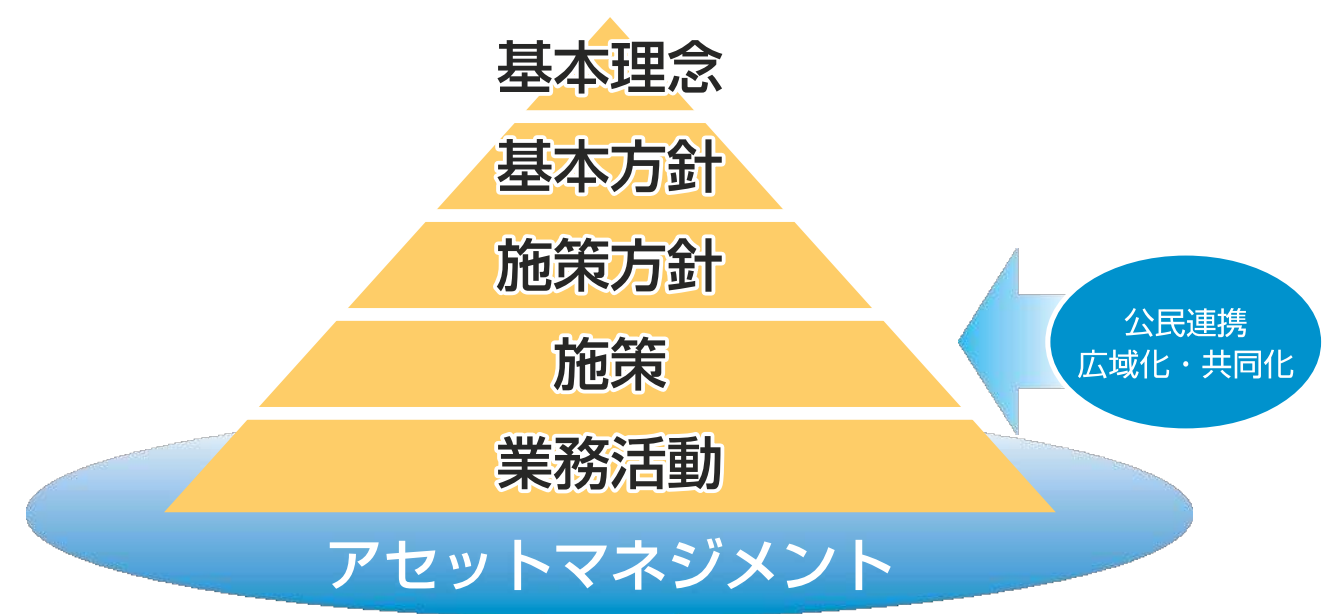 基本理念
基本方針
施策方針
施策
業務活動
アセットマネジメント
公民連携
広域化・共同化